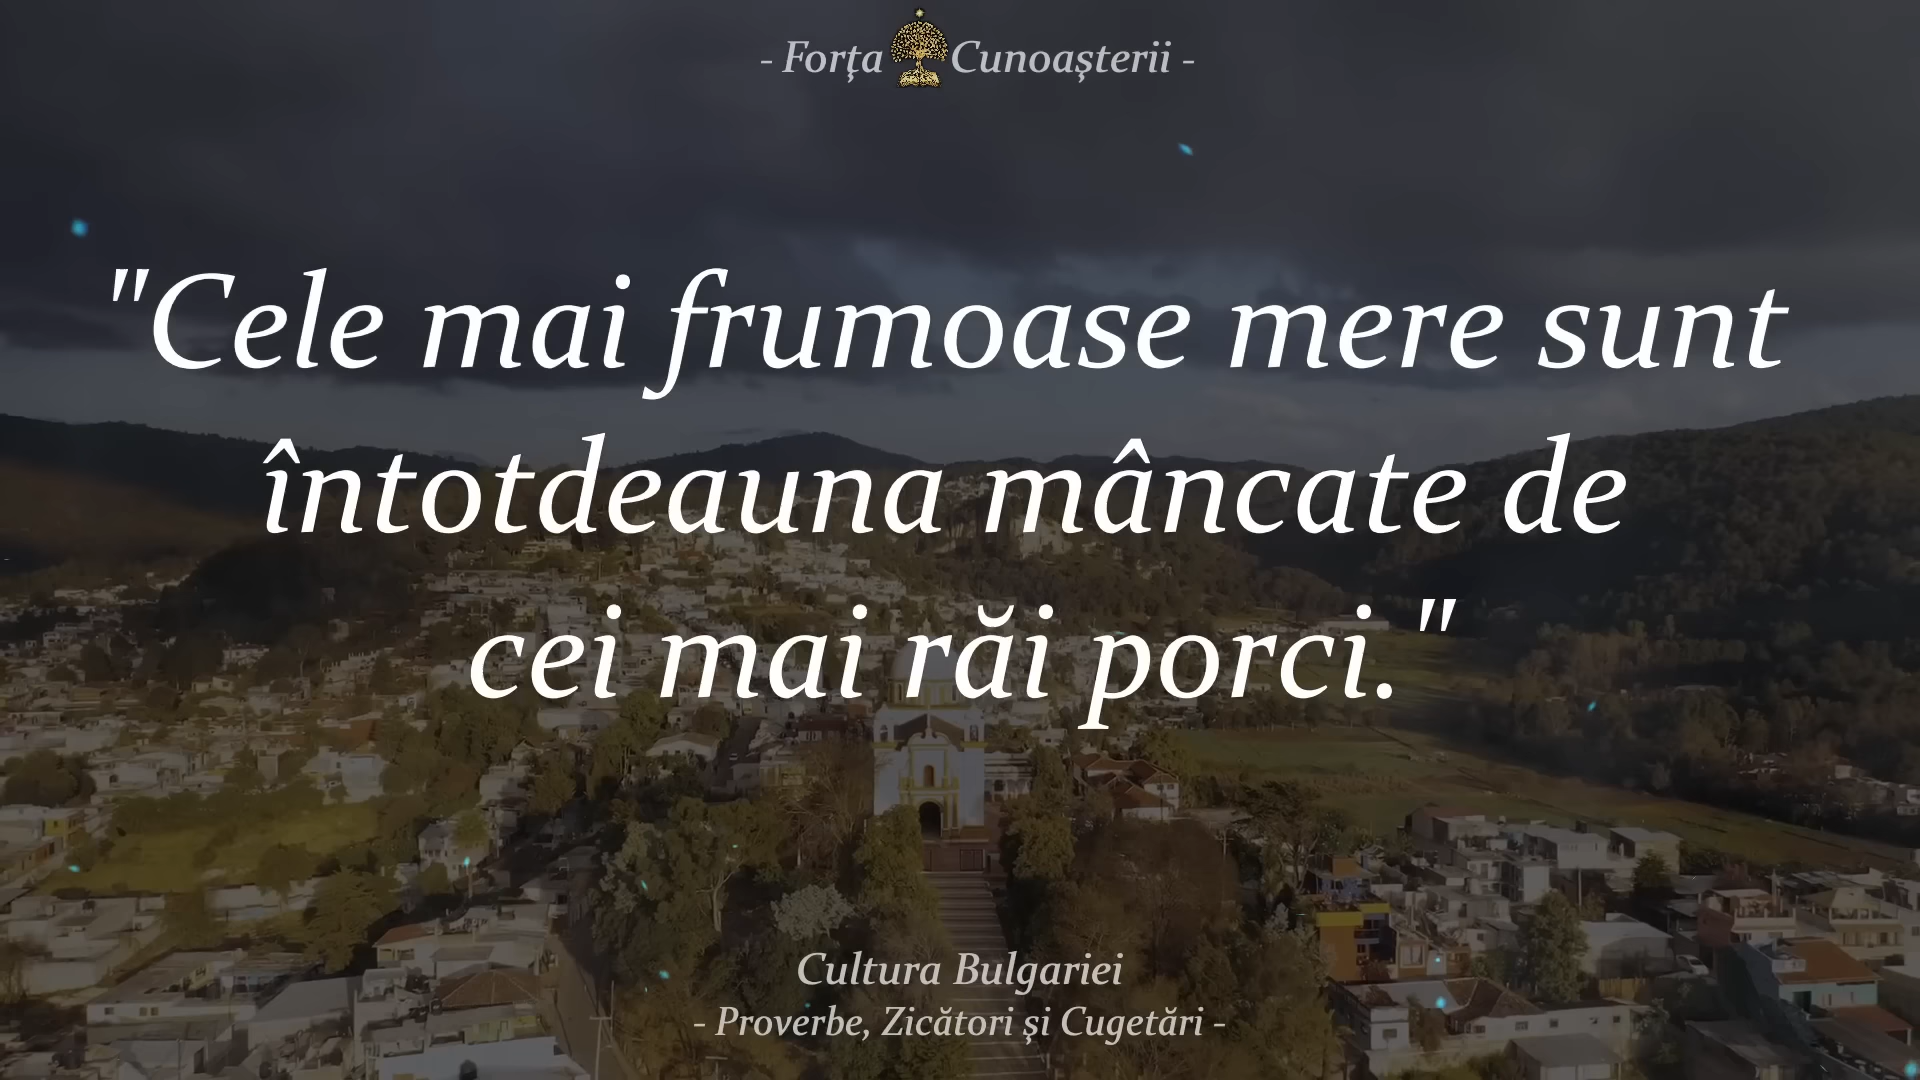 - Forța Cunoașterii -
"Cele mai frumoase mere sunt
întotdeauna mâncate de
cei mai răi porci."
Cultura Bulgariei
- Proverbe, Zicători și Cugetări -